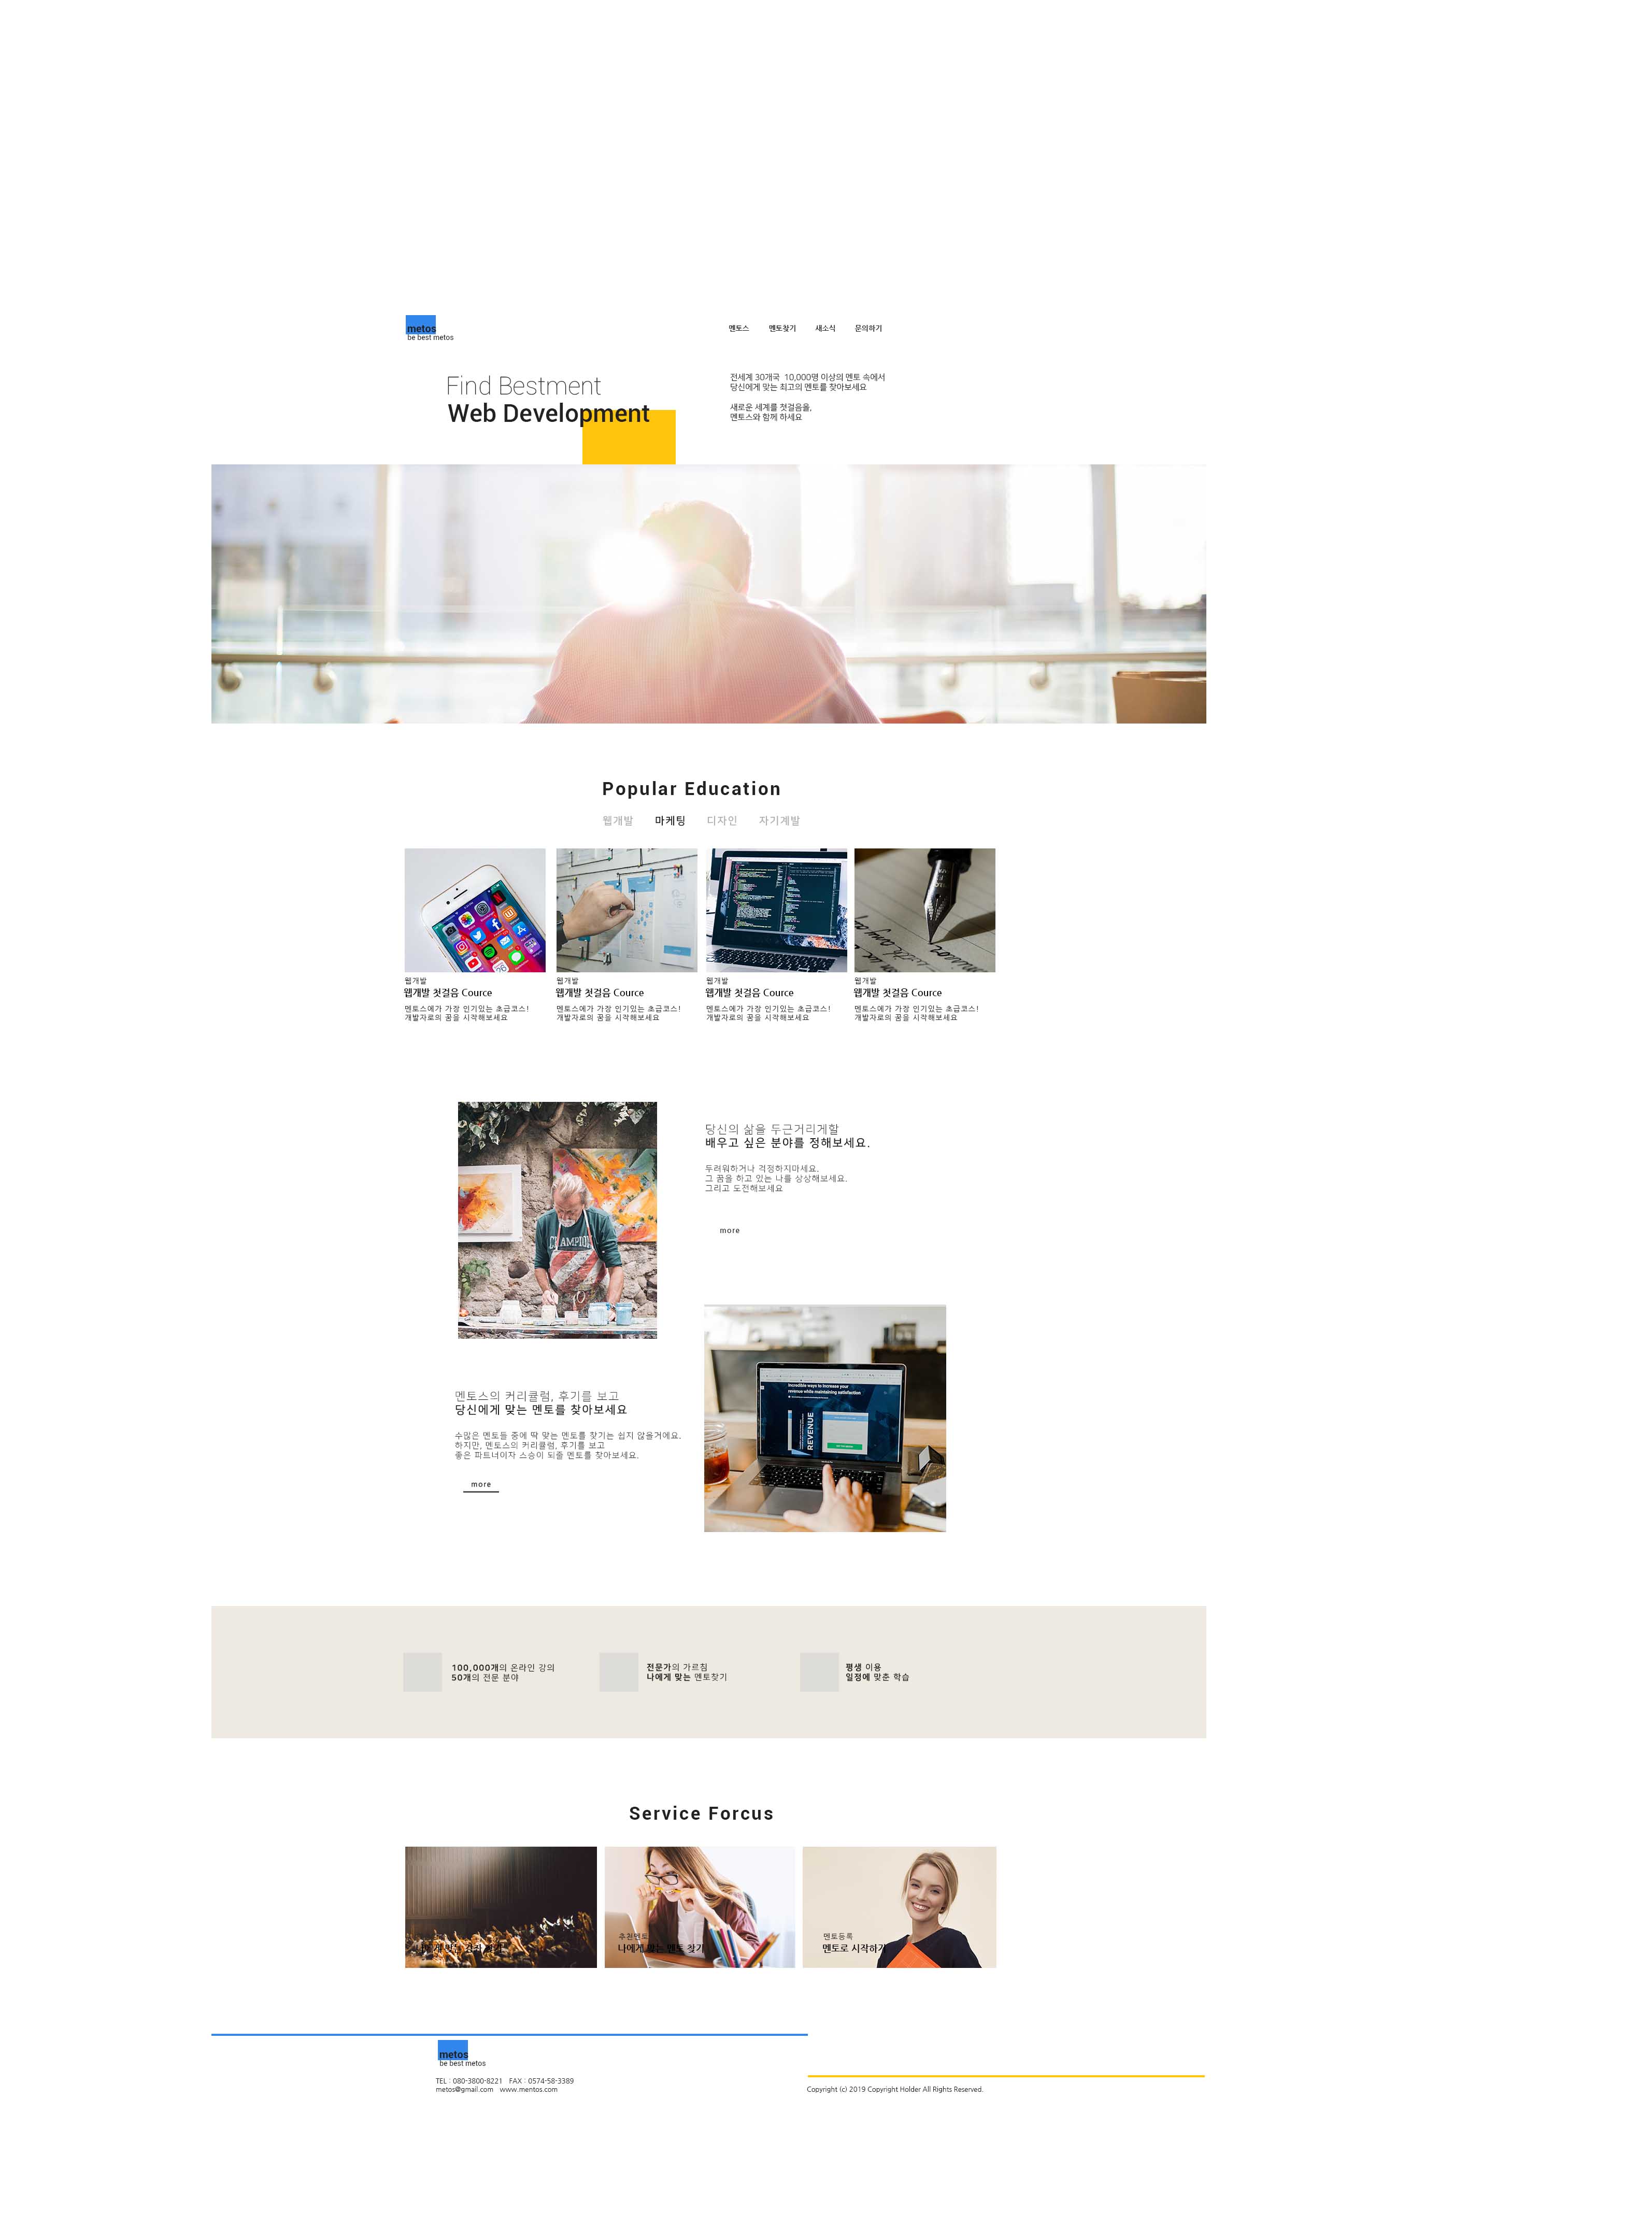 metos
be best metos
멘토스 멘토찾기 새소식 문의하기
Find Bestment
Web Development
전세계 30개국 10,000명 이상의 멘토 속에서
당신에게 맞는 최고의 멘토를 찾아보세요
새로운 세계를 첫걸음을,
멘토스와 함께 하세요
Popular Education
웹개발 마케팅 디자인 자기계발
웹개발
웹개발 첫걸음 Cource
멘토스에가 가장 인기있는 초급코스!
개발자로의 꿈을 시작해보세요
웹개발
웹개발 첫걸음 Cource
멘토스에가 가장 인기있는 초급코스!
개발자로의 꿈을 시작해보세요
웹개발
웹개발 첫걸음 Cource
멘토스에가 가장 인기있는 초급코스!
개발자로의 꿈을 시작해보세요
웹개발
웹개발 첫걸음 Cource
멘토스에가 가장 인기있는 초급코스!
개발자로의 꿈을 시작해보세요
CHAMPION
당신의 삶을 두근거리게할
배우고 싶은 분야를 정해보세요.
두려워하거나 걱정하지마세요.
그 꿈을 하고 있는 나를 상상해보세요.
그리고 도전해보세요
more
멘토스의 커리큘럼, 후기를 보고
당신에게 맞는 멘토를 찾아보세요
수많은 멘토들 중에 딱 맞는 멘토를 찾기는 쉽지 않을거에요.
하지만, 멘토스의 커리큘럼, 후기를 보고
좋은 파트너이자 스승이 되줄 멘토를 찾아보세요.
more
Incredible ways to increase your
revenue while maintaining satisfaction
REVENUE
100,000개의 온라인 강의
50개의 전문 분야
전문가의 가르침
나에게 맞는 멘토찾기
평생 이용
일정에 맞춘 학습
Service Forcus
추천멘토
나에게 맞는 멘토 찾기
멘토등록
멘토로 시작하기
metos
be best metos
TEL : 080-3800-8221 FAX : 0574-58-3389
metos@gmail.com www.mentos.com
Copyright (c) 2019 Copyright Holder All Rights Reserved.